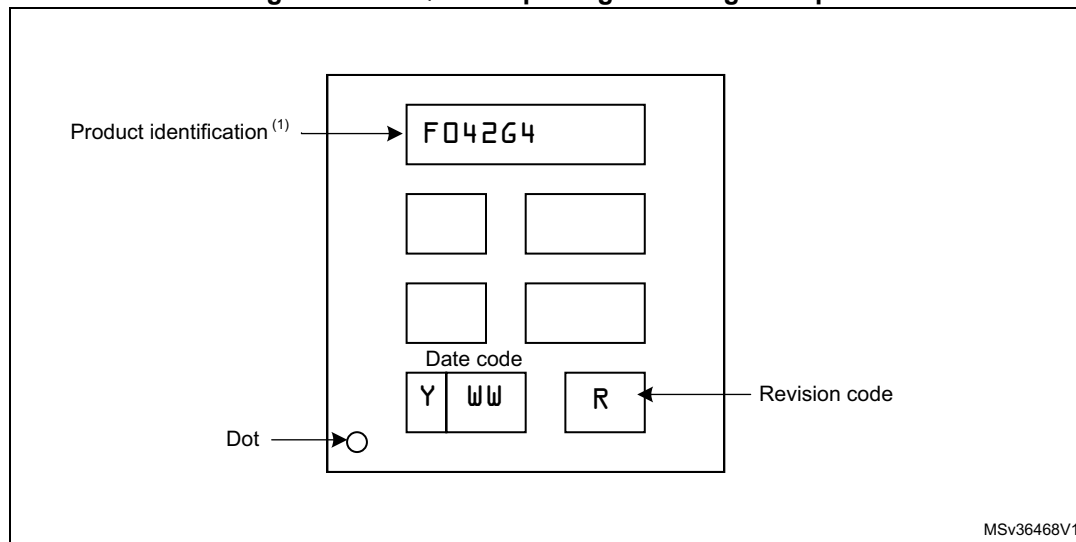 Product identification (1)
F042G4
Date code
Y WW R
Revision code
Dot
MSv36468V1